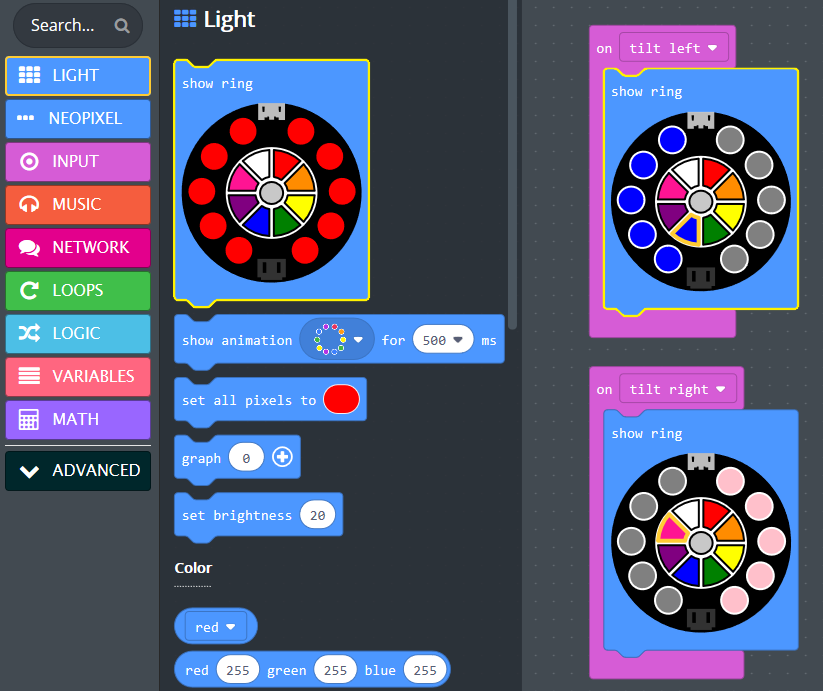 Search...
LIGHT
NEOPIXEL
INPUT
MUSIC
NETWORK
LOOPS
LOGIC
VARIABLES
MATH
ADVANCED
Light
show ring
show animation for 500 ms
set all pixels to
graph 0
set brightness 20
Color
red
red 255 green 255 blue 255
on tilt left
show ring
on tilt right
show ring